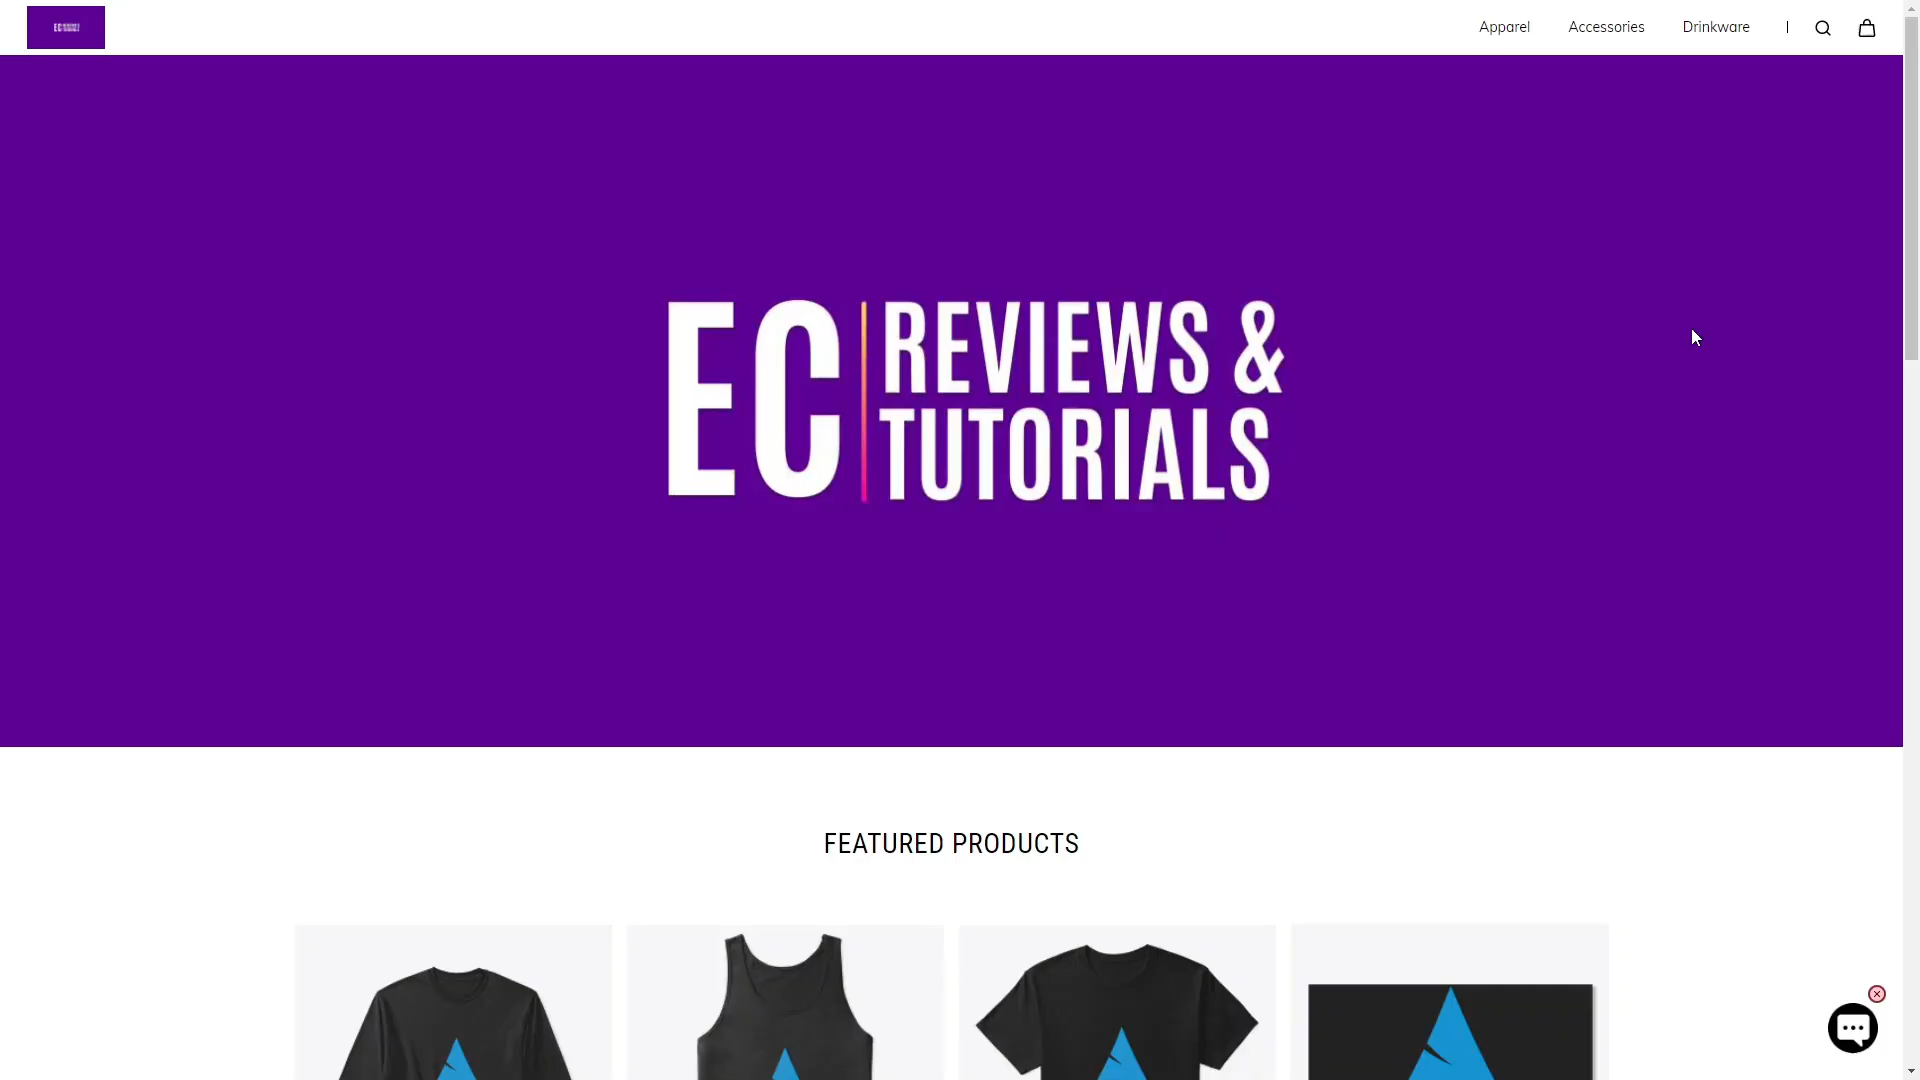 Apparel
Accessories
Drinkware
EC
REVIEWS &
TUTORIALS
FEATURED PRODUCTS